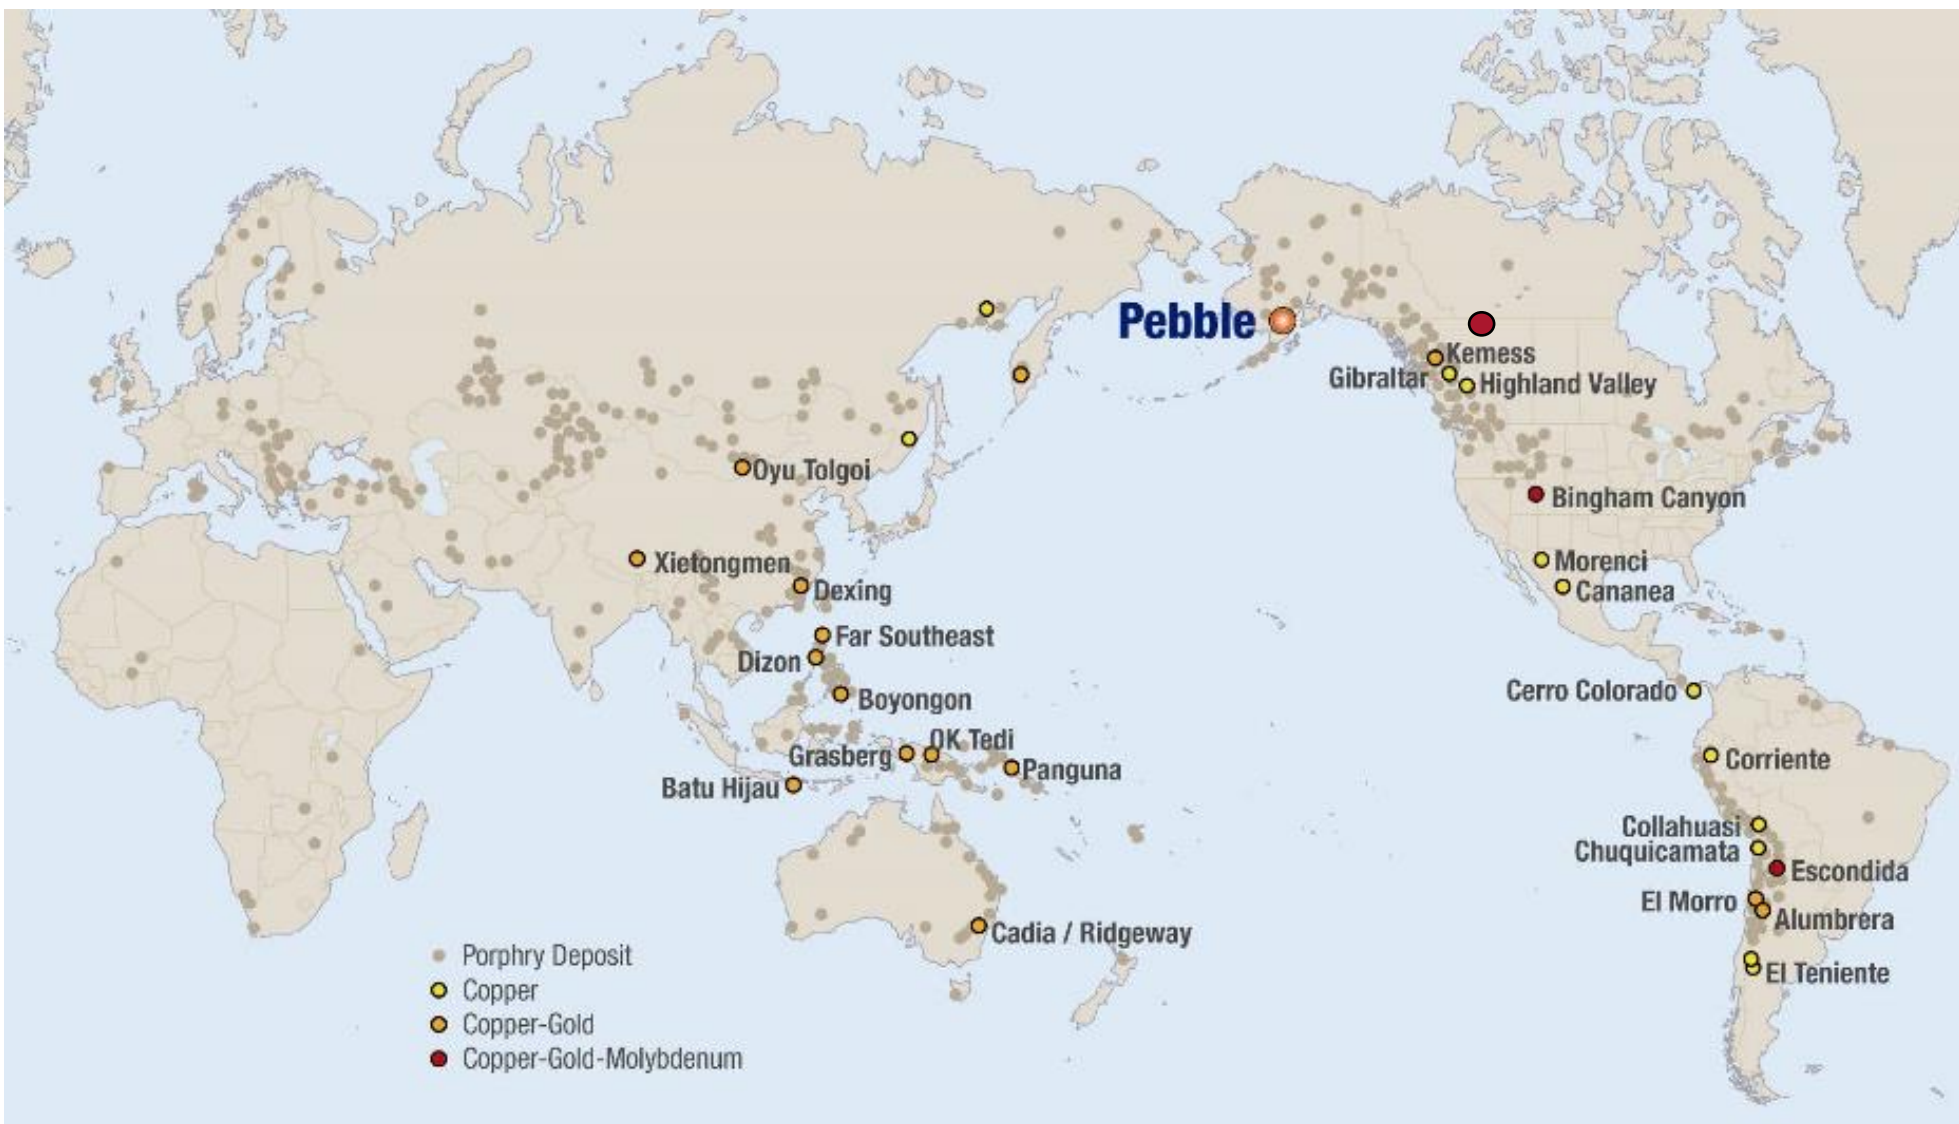 Pebble
Kemess
Gibraltar
Highland Valley
Oyu Tolgoi
Bingham Canyon
Xietongmen
Morenci
Dexing
Cananea
Far Southeast
Dizon
Cerro Colorado
Boyongon
OK Tedi
Grasberg
Corriente
Panguna
Batu Hijau
Collahuasi
Chuquicamata
Escondida
El Morro
Alumbrera
Cadia / Ridgeway
El Teniente
Porphry Deposit
Copper
Copper-Gold
Copper-Gold-Molybdenum